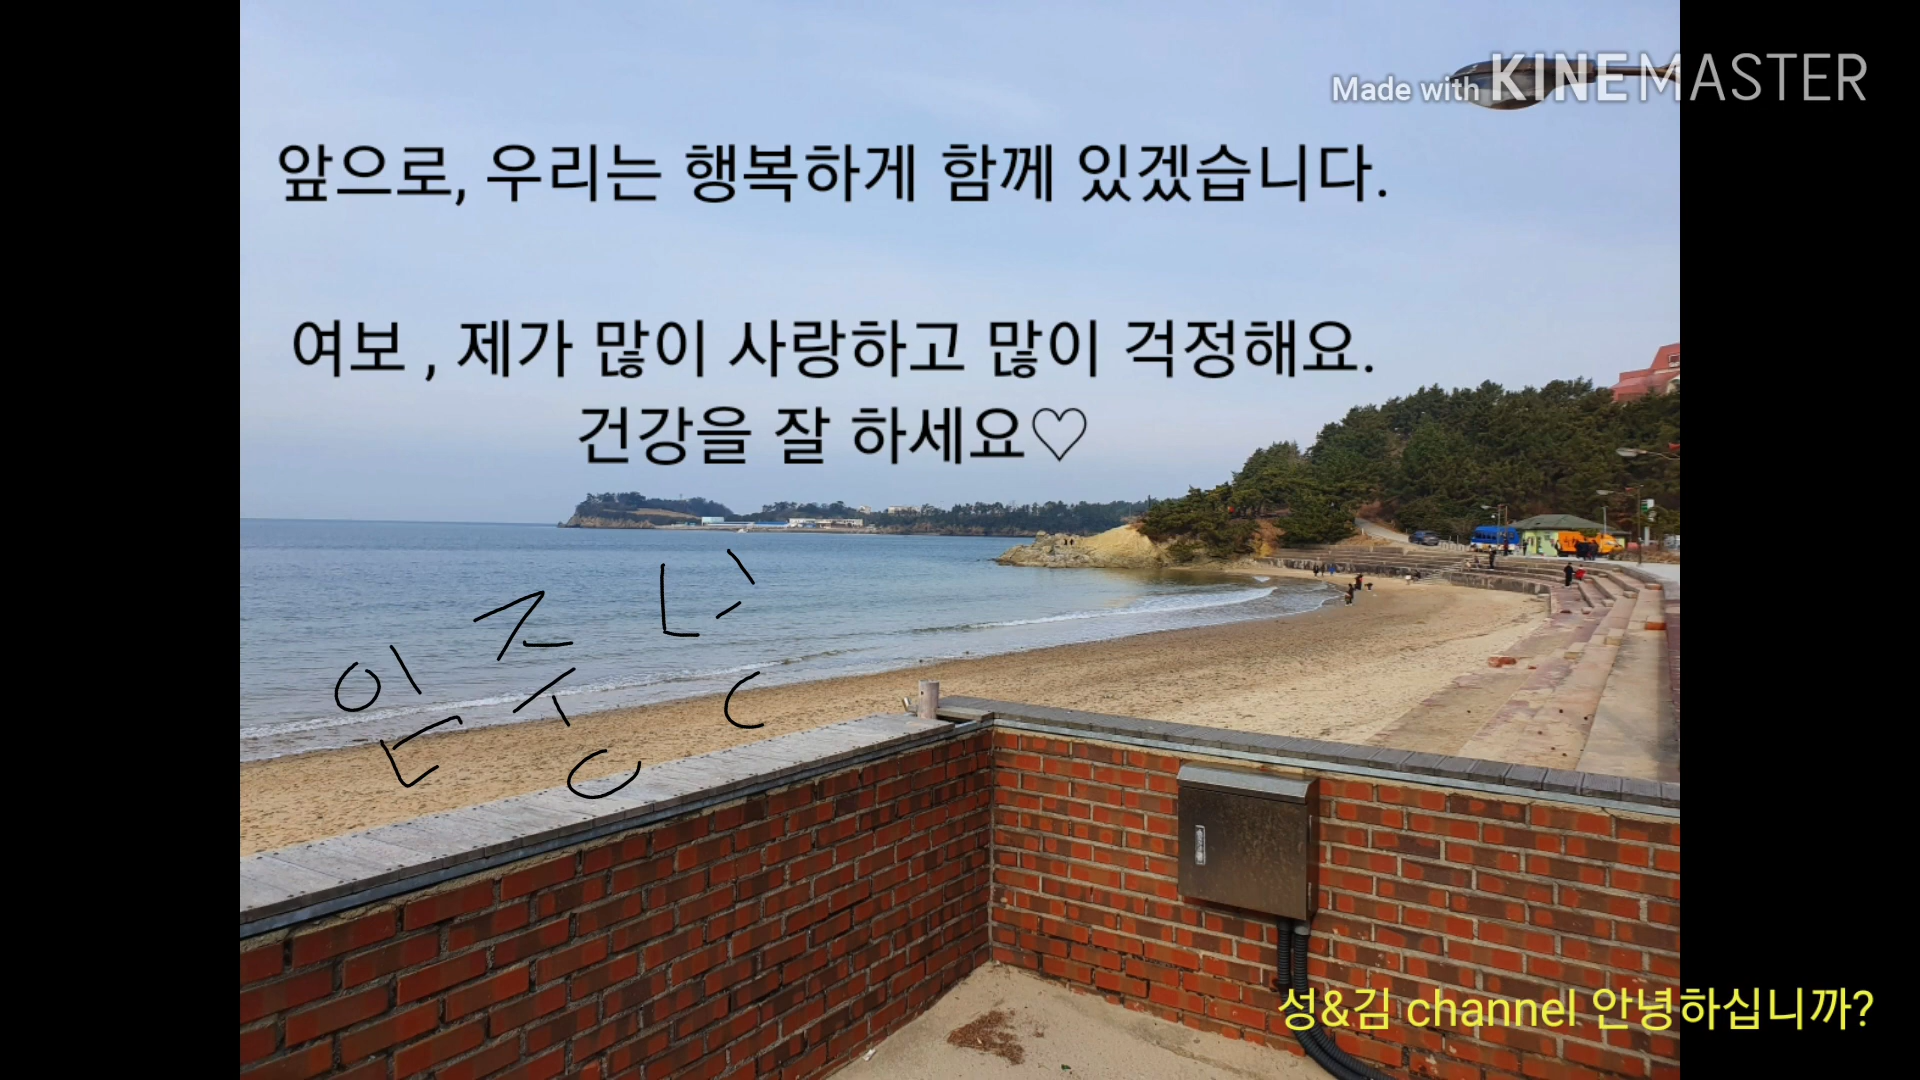 Made with KINEMASTER
앞으로, 우리는 행복하게 함께 있겠습니다.
여보 , 제가 많이 사랑하고 많이 걱정해요.
건강을 잘 하세요♡
성&김 channel 안녕하십니까?